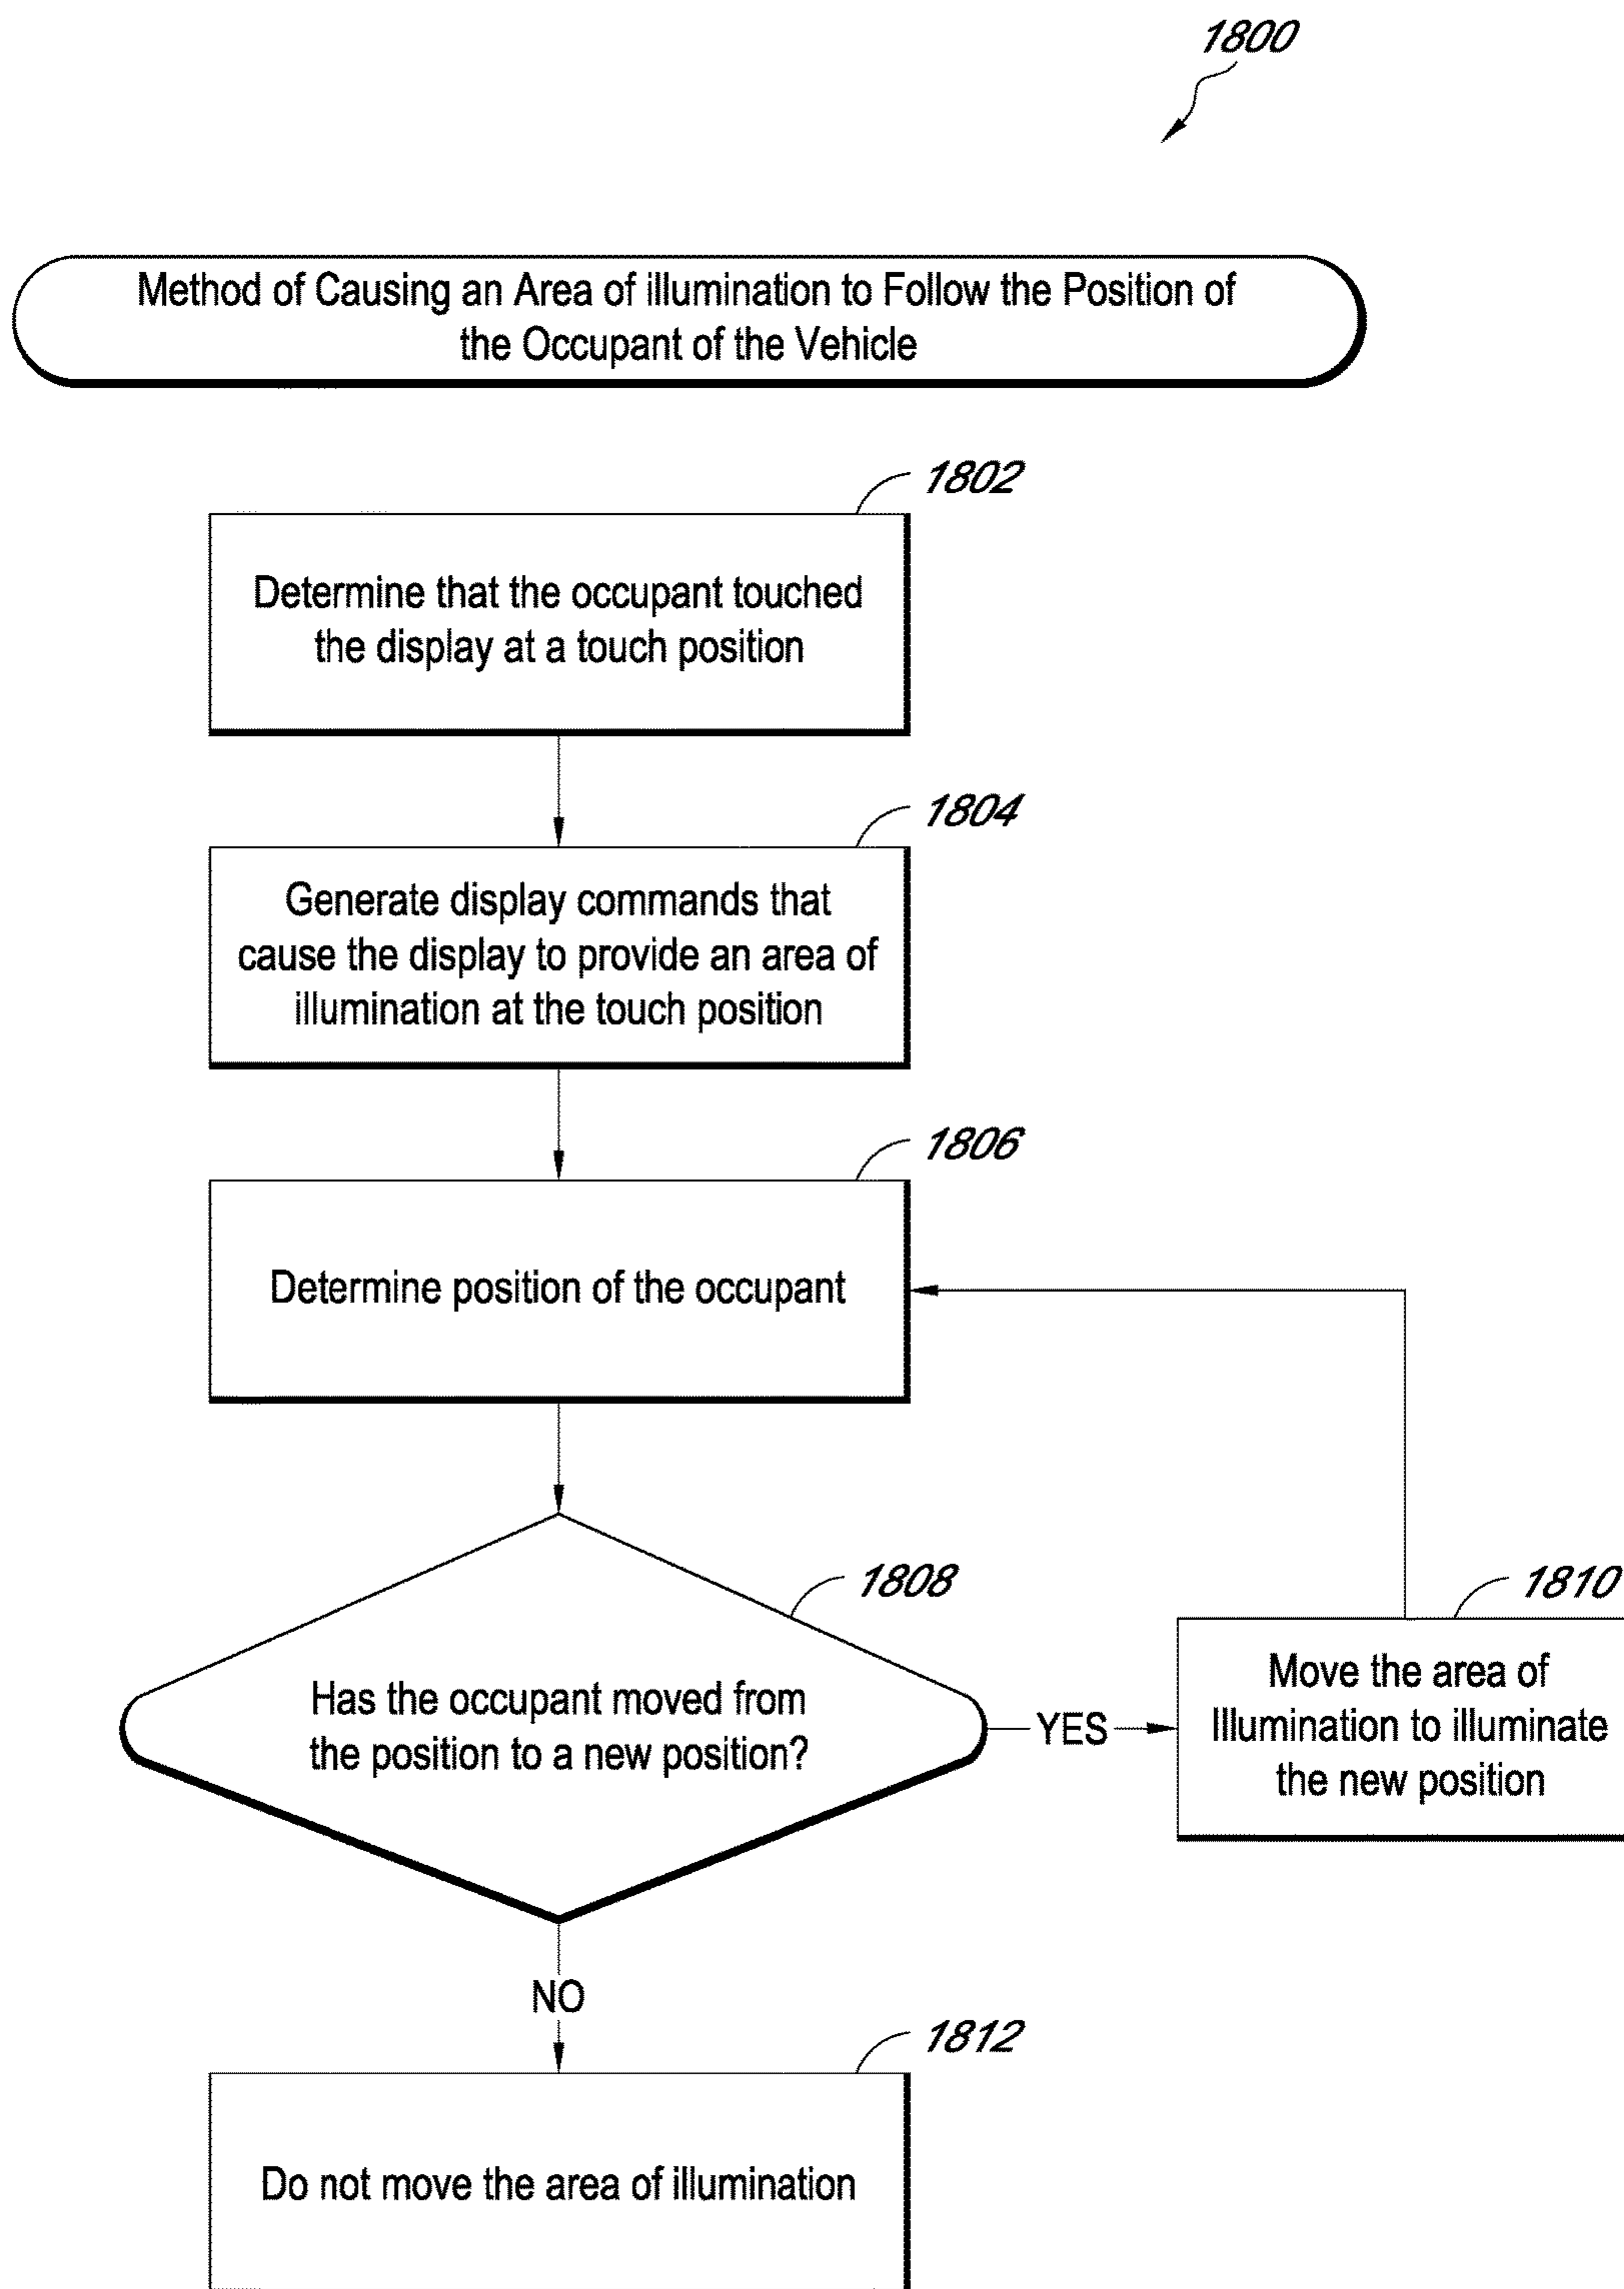 1800
Method of Causing an Area of illumination to Follow the Position of
the Occupant of the Vehicle
1802
Determine that the occupant touched
the display at a touch position
1804
Generate display commands that
cause the display to provide an area of
illumination at the touch position
1806
Determine position of the occupant
1808
Has the occupant moved from
the position to a new position?
YES
1810
Move the area of
Illumination to illuminate
the new position
NO
1812
Do not move the area of illumination